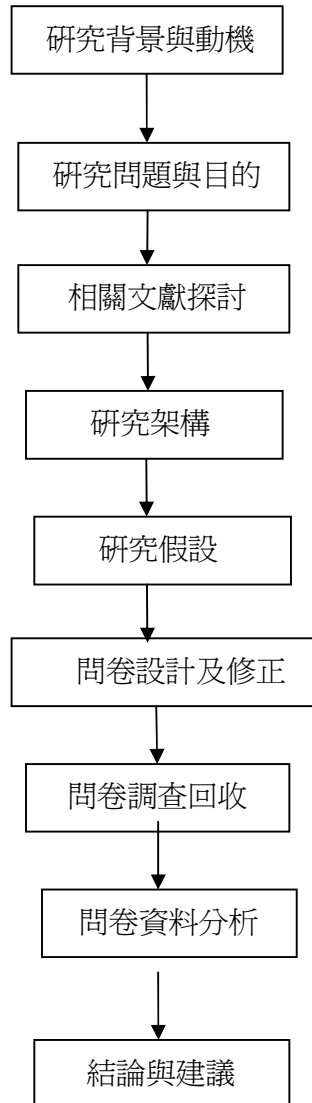 研究背景與動機
研究問題與目的
相關文獻探討
研究架構
研究假設
問卷設計及修正
問卷調查回收
問卷資料分析
結論與建議